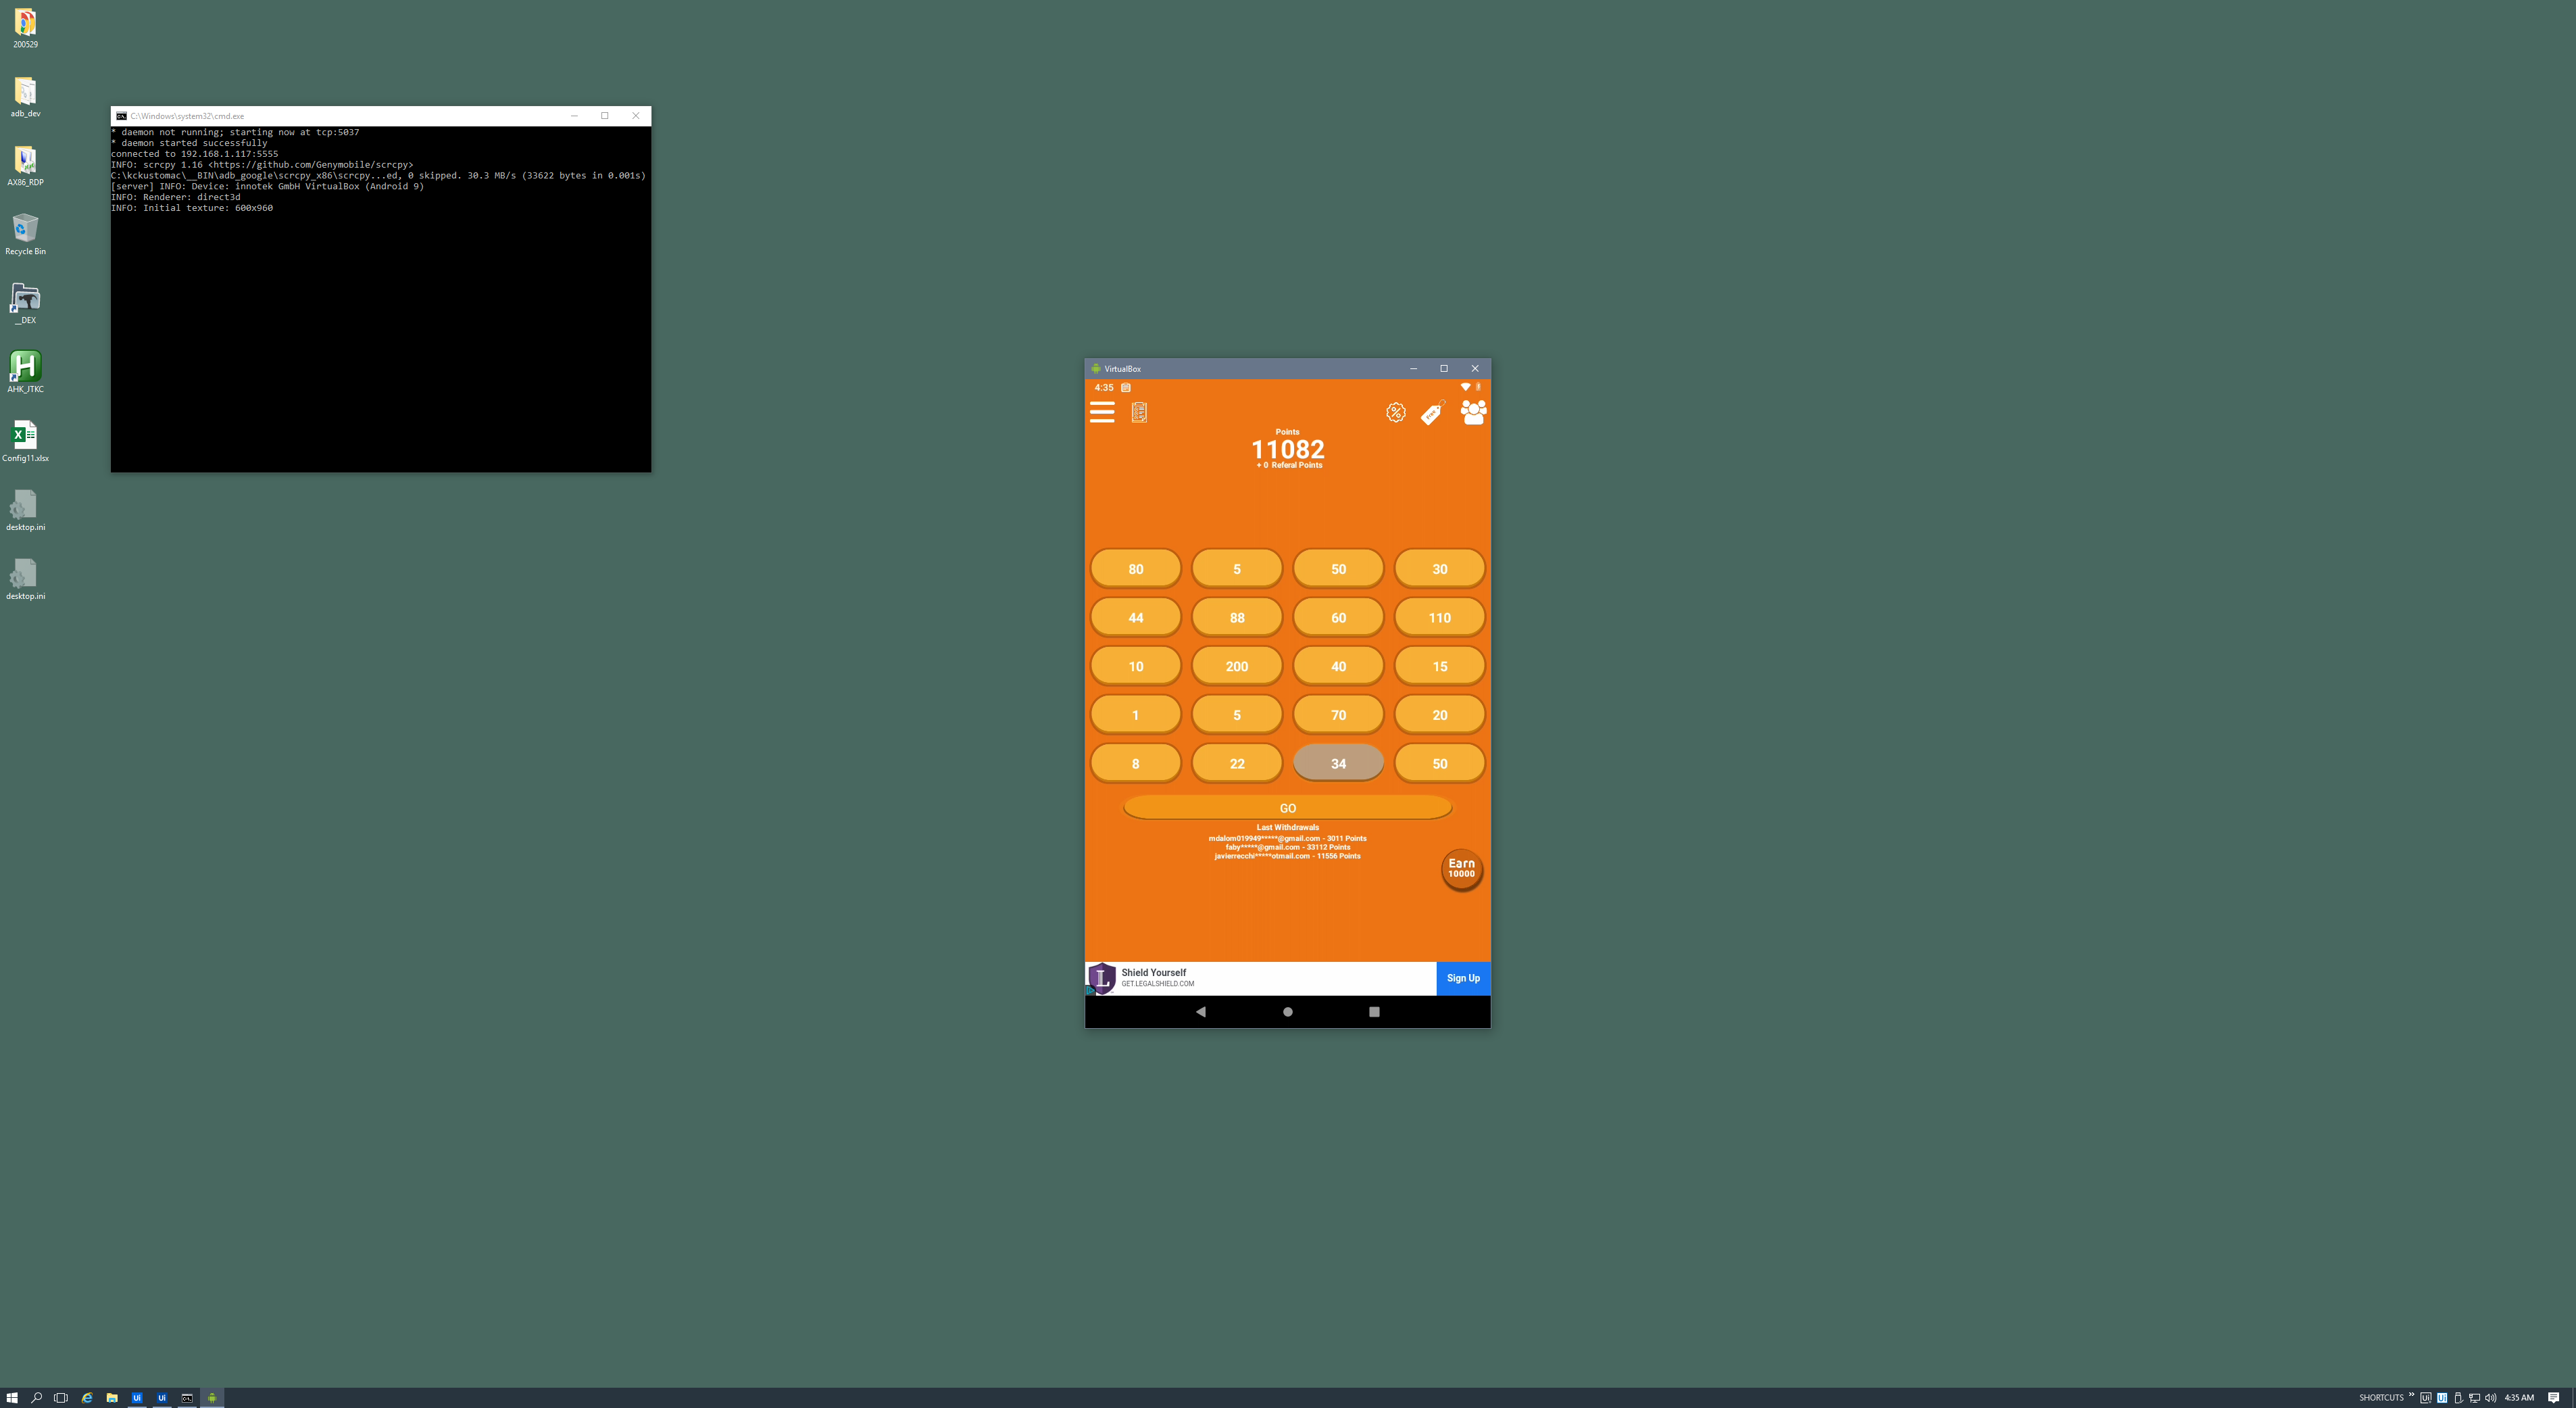 200529
adb_dev
AX86_RDP
Recycle Bin
__DEX
AHK_JTKC
Config11.xlsx
desktop.ini
desktop.ini
C:\Windows\system32\cmd.exe
* daemon not running; starting now at tcp:5037
* daemon started successfully
connected to 192.168.1.117:5555
INFO: scrcpy 1.16 <https://github.com/Genymobile/scrcpy>
C:\kckustomac\__BIN\adb_google\scrcpy_x86\scrcpy...ed, 0 skipped. 30.3 MB/s (33622 bytes in 0.001s)
[server] INFO: Device: innotek GmbH VirtualBox (Android 9)
INFO: Renderer: direct3d
INFO: Initial texture: 600x960
VirtualBox
4:35
Points
11082
+ 0 Referal Points
80 5 50 30
44 88 60 110
10 200 40 15
1 5 70 20
8 22 34 50
GO
Last Withdrawals
mdalom019949*****@gmail.com - 3011 Points
faby*****@gmail.com - 33112 Points
javierrecchi*****otmail.com - 11556 Points
Earn
10000
Shield Yourself
GET.LEGALSHIELD.COM
Sign Up
SHORTCUTS
4:35 AM